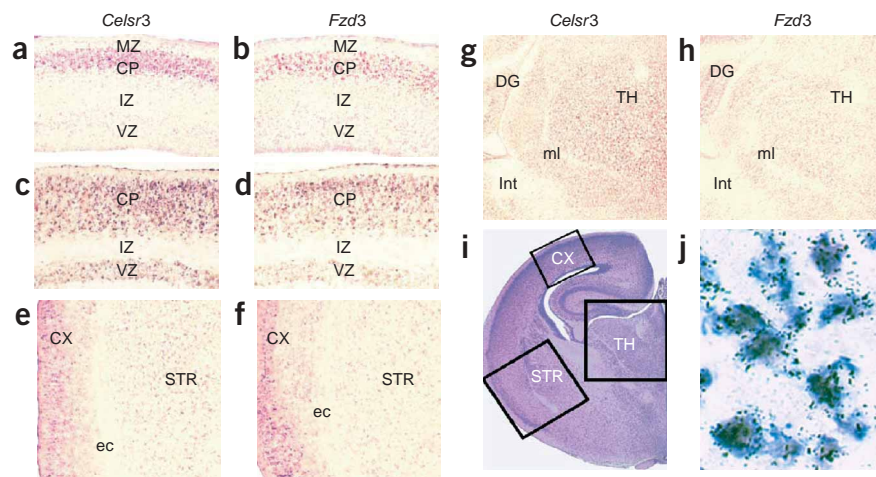 Celsr3 Fzd3 Celsr3 Fzd3
a MZ CP IZ VZ
b MZ CP IZ VZ
c CP IZ VZ
d CP IZ VZ
e CX STR ec
f CX STR ec
g DG TH ml Int
h DG TH ml Int
i CX TH STR
j